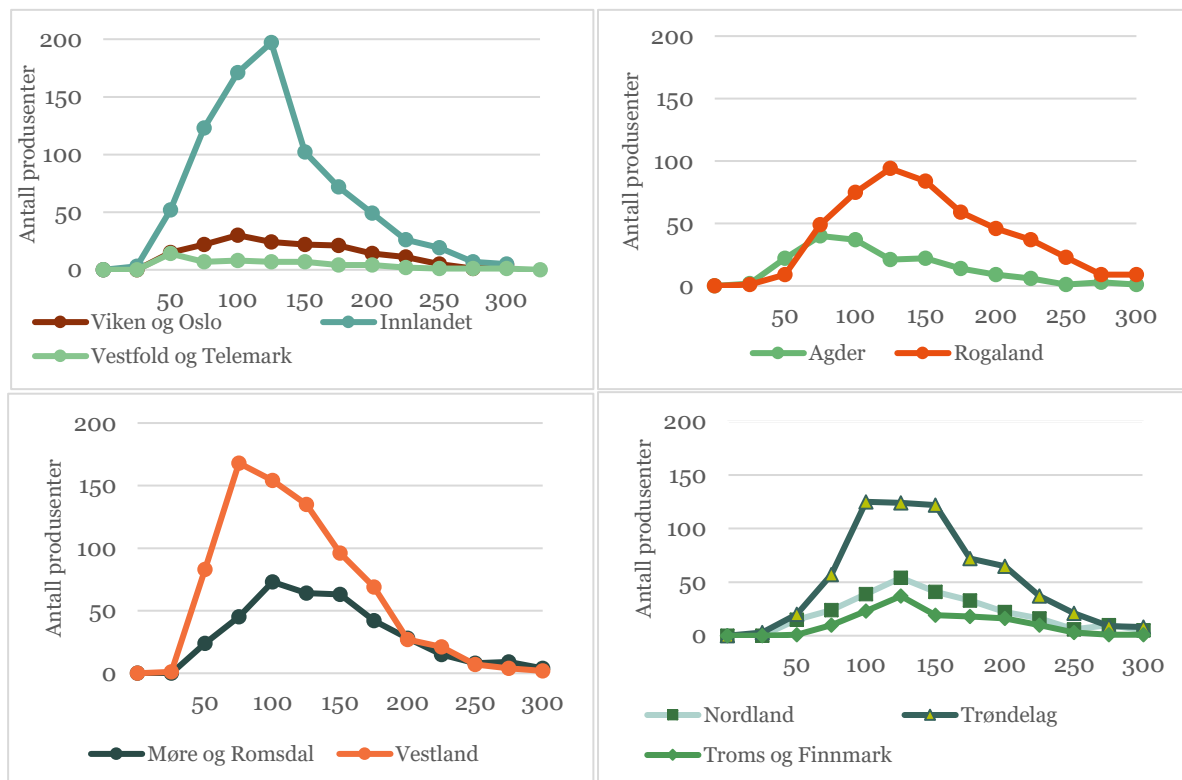 200
150
100
50
0
Antall produsenter
50 100 150 200 250 300
Viken og Oslo Innlandet
Vestfold og Telemark
200
150
100
50
0
Antall produsenter
50 100 150 200 250 300
Agder Rogaland
200
150
100
50
0
Antall produsenter
50 100 150 200 250 300
Møre og Romsdal Vestland
200
150
100
50
0
Antall produsenter
50 100 150 200 250 300
Nordland Trøndelag
Troms og Finnmark